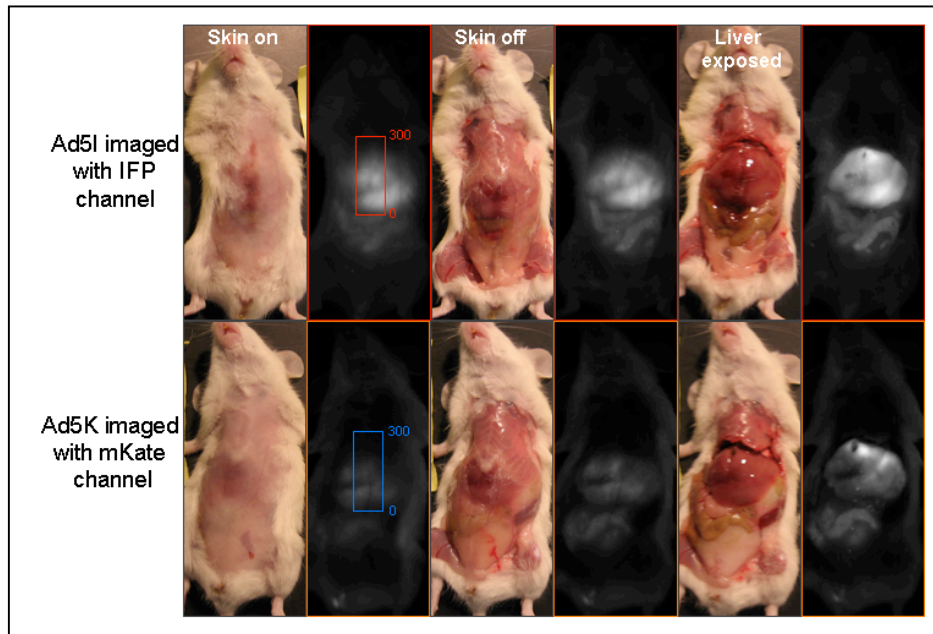 Skin on
Skin off
Liver
exposed
Ad5I imaged
with IFP
channel
300
0
Ad5K imaged
with mKate
channel
300
0